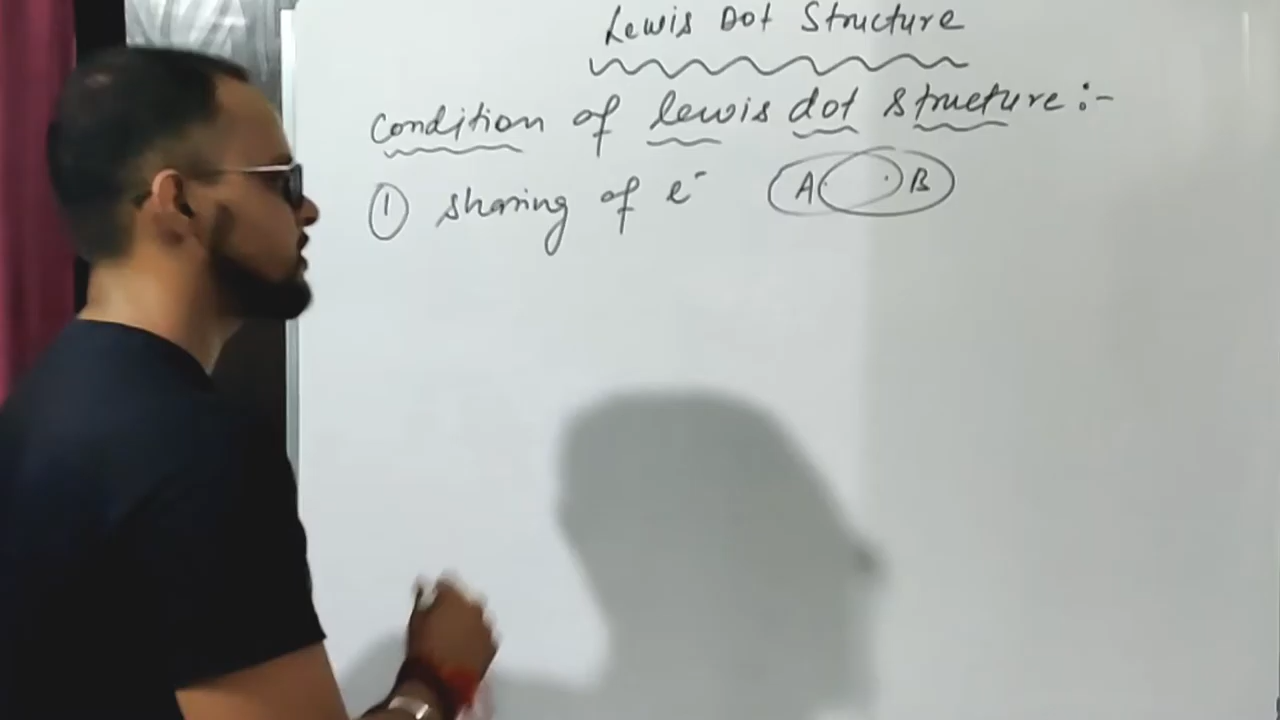 Lewis Dot Structure
Condition of lewis dot structure :-
① sharing of e⁻ A B